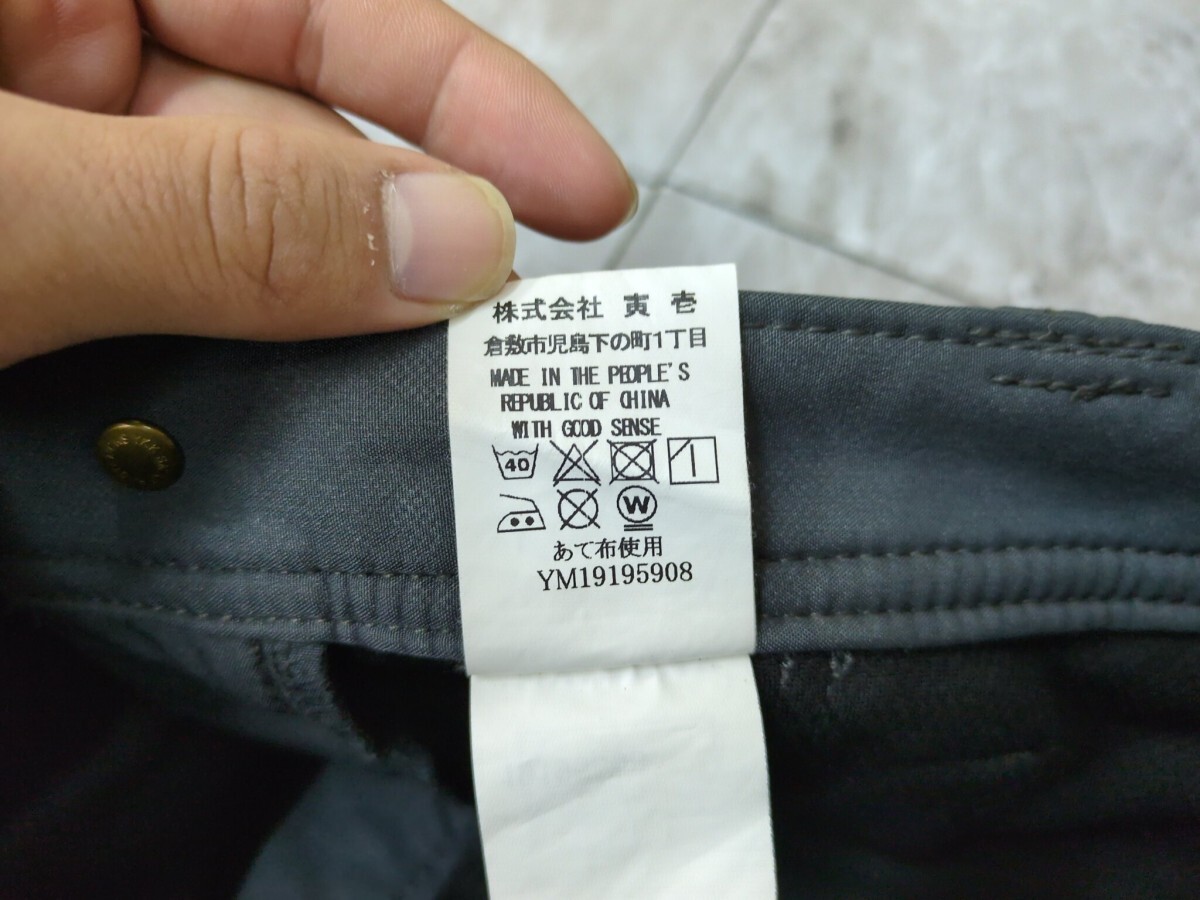 株式会社 寅壱
倉敷市児島下の町1丁目
MADE IN THE PEOPLE'S
REPUBLIC OF CHINA
WITH GOOD SENSE
40
W
あて布使用
YM19195908